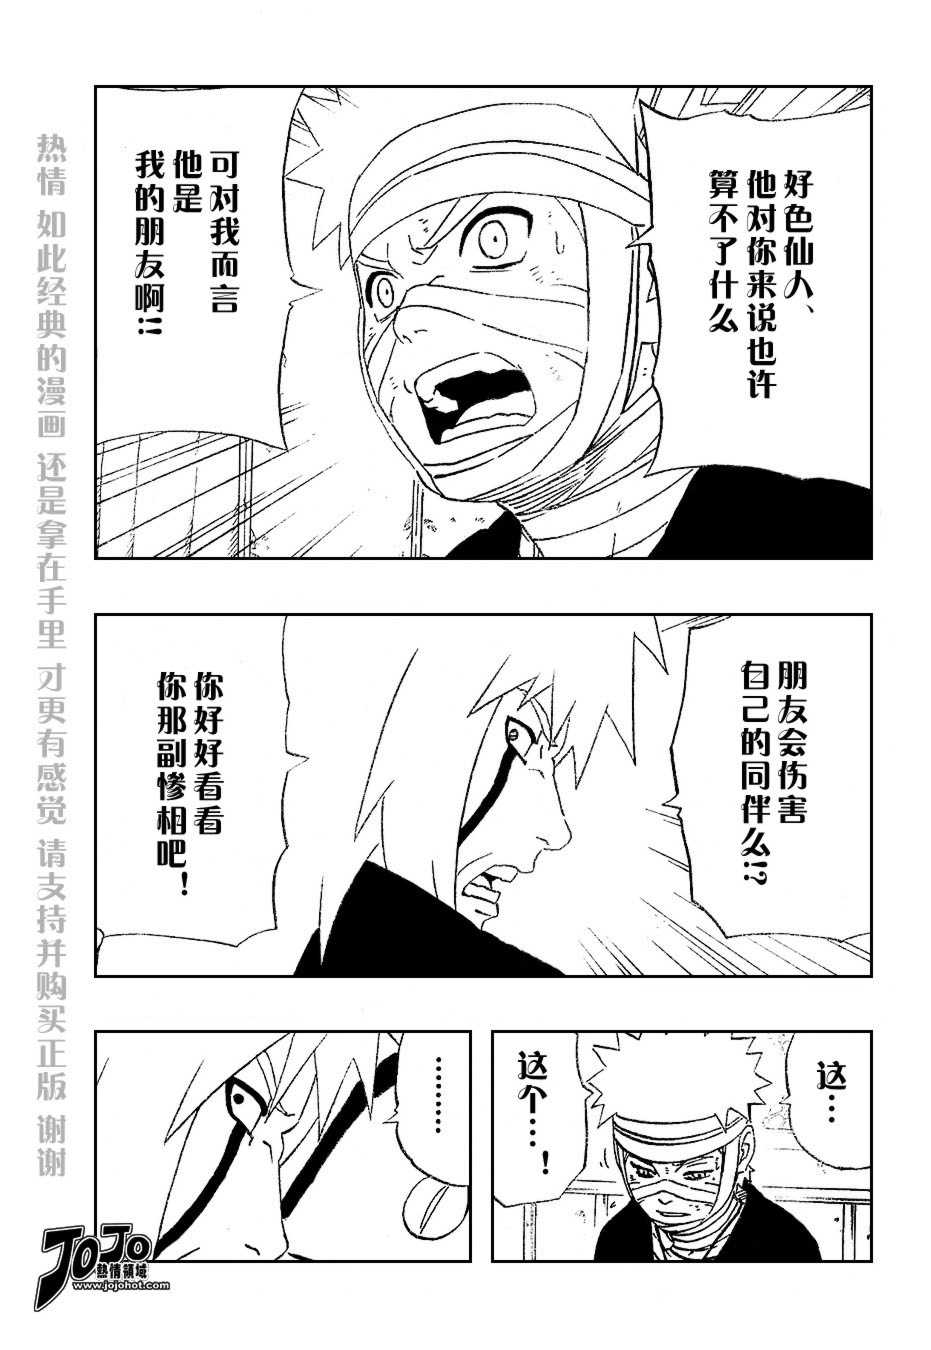 好色仙人、
他对你来说也许
算不了什么
可对我而言
他是
我的朋友啊!!
朋友会伤害
自己的同伴么!?
你好好看看
你那副惨相吧！
这…
这个…！
………
热情 如此经典的漫画 还是拿在手里 才更有感觉 请支持并购买正版 谢谢
JOJO
熱情領域
www.jojohot.com